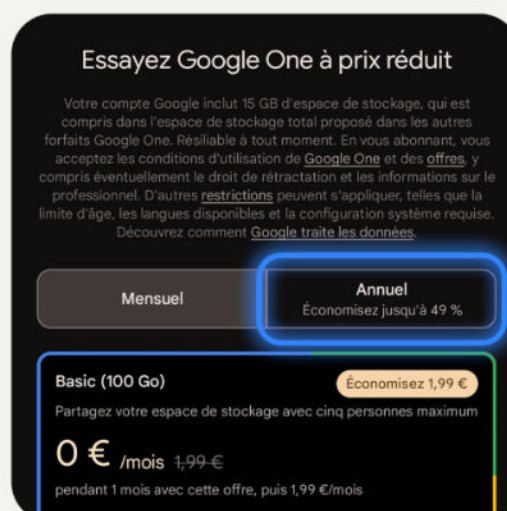 Essayez Google One à prix réduit
Votre compte Google inclut 15 GB d'espace de stockage, qui est
compris dans l'espace de stockage total proposé dans les autres
forfaits Google One. Résiliable à tout moment. En vous abonnant, vous
acceptez les conditions d'utilisation de Google One et des offres, y
compris éventuellement le droit de rétractation et les informations sur le
professionnel. D'autres restrictions peuvent s'appliquer, telles que la
limite d'âge, les langues disponibles et la configuration système requise.
Découvrez comment Google traite les données.
Mensuel
Annuel
Économisez jusqu'à 49 %
Basic (100 Go)
Économisez 1,99 €
Partagez votre espace de stockage avec cinq personnes maximum
0 € /mois 1,99 €
pendant 1 mois avec cette offre, puis 1,99 €/mois